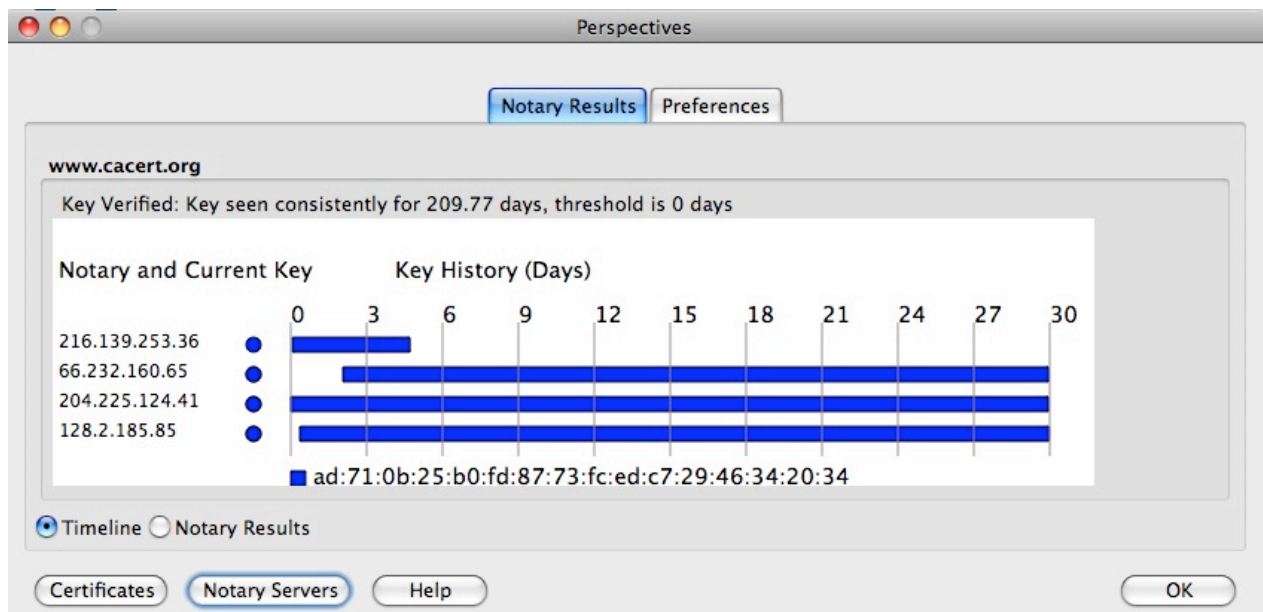 Perspectives
Notary Results Preferences
www.cacert.org
Key Verified: Key seen consistently for 209.77 days, threshold is 0 days
Notary and Current Key Key History (Days)
0 3 6 9 12 15 18 21 24 27 30
216.139.253.36
66.232.160.65
204.225.124.41
128.2.185.85
ad:71:0b:25:b0:fd:87:73:fc:ed:c7:29:46:34:20:34
Timeline Notary Results
Certificates Notary Servers Help OK